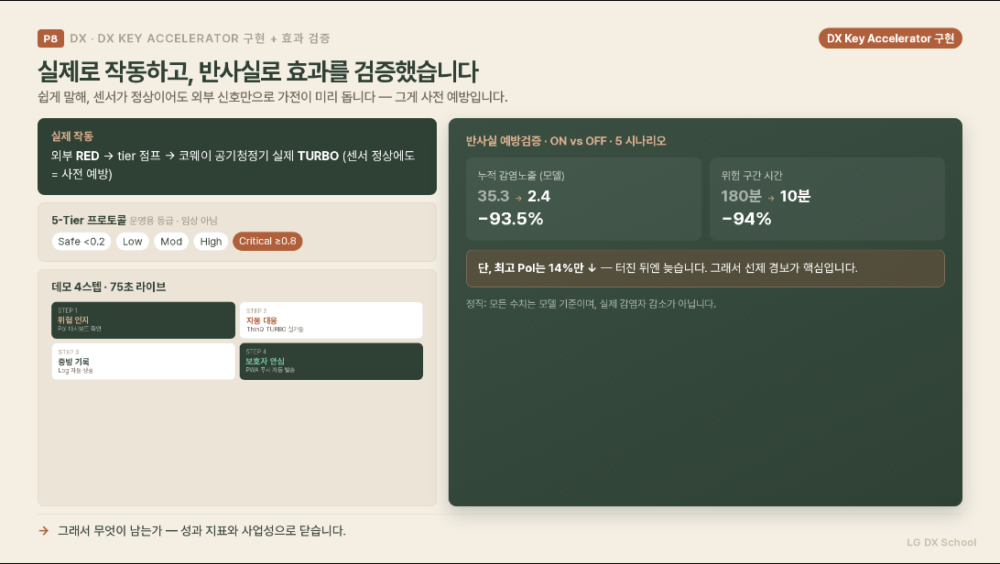 P8 DX · DX KEY ACCELERATOR 구현 + 효과 검증
DX Key Accelerator 구현
실제로 작동하고, 반사실로 효과를 검증했습니다
쉽게 말해, 센서가 정상이어도 외부 신호만으로 가전이 미리 돕니다 — 그게 사전 예방입니다.
실제 작동
외부 RED → tier 점프 → 코웨이 공기청정기 실제 TURBO (센서 정상에도
= 사전 예방)
5-Tier 프로토콜 운영용 등급 · 임상 아님
Safe <0.2 Low Mod High Critical ≥0.8
데모 4스텝 · 75초 라이브
STEP 1
위험 인지
PoI 대시보드 확인
STEP 2
자동 대응
ThinQ TURBO 실가동
STEP 3
증빙 기록
Log 자동 생성
STEP 4
보호자 안심
PWA 푸시 자동 발송
반사실 예방검증 · ON vs OFF · 5 시나리오
누적 감염노출 (모델)
35.3 → 2.4
−93.5%
위험 구간 시간
180분 → 10분
−94%
단, 최고 PoI는 14%만 ↓ — 터진 뒤엔 늦습니다. 그래서 선제 경보가 핵심입니다.
정직: 모든 수치는 모델 기준이며, 실제 감염자 감소가 아닙니다.
→ 그래서 무엇이 남는가 — 성과 지표와 사업성으로 닫습니다.
LG DX School